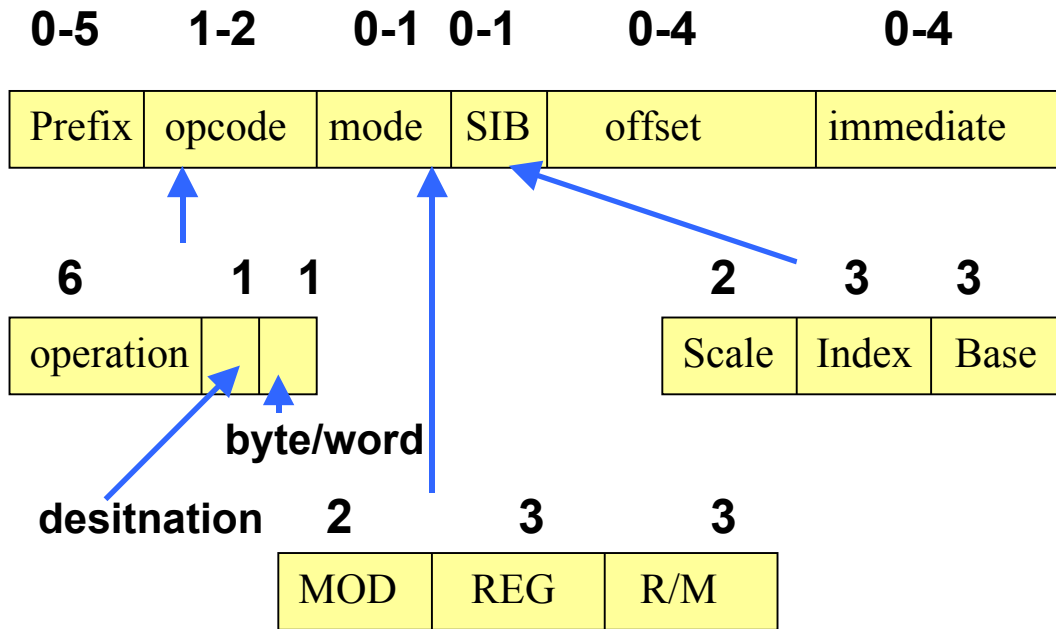 0-5 1-2 0-1 0-1 0-4 0-4
Prefix opcode mode SIB offset immediate
6 1 1 2 3 3
operation Scale Index Base
byte/word
desitnation 2 3 3
MOD REG R/M